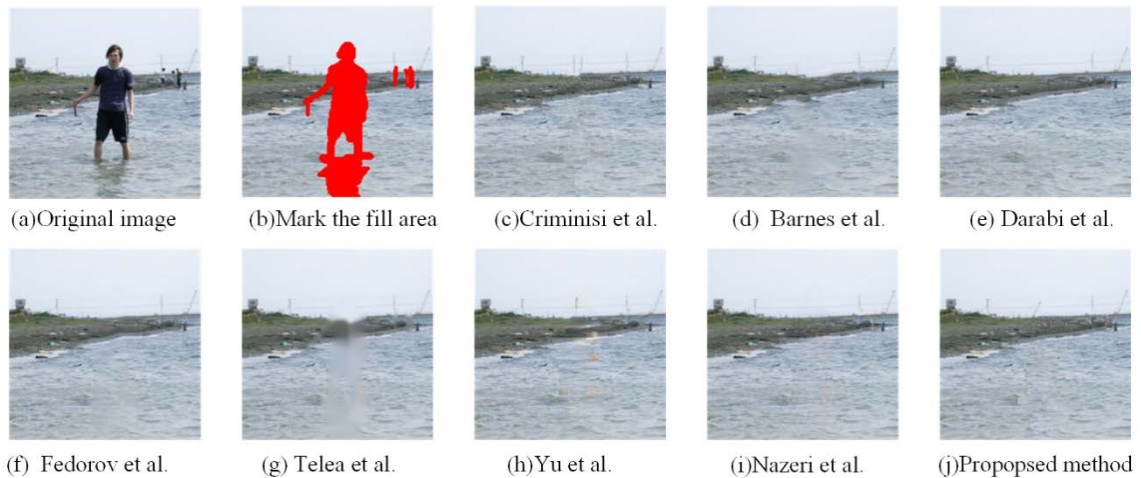 (a)Original image
(b)Mark the fill area
(c)Criminisi et al.
(d) Barnes et al.
(e) Darabi et al.
(f) Fedorov et al.
(g) Telea et al.
(h)Yu et al.
(i)Nazeri et al.
(j)Propopsed method